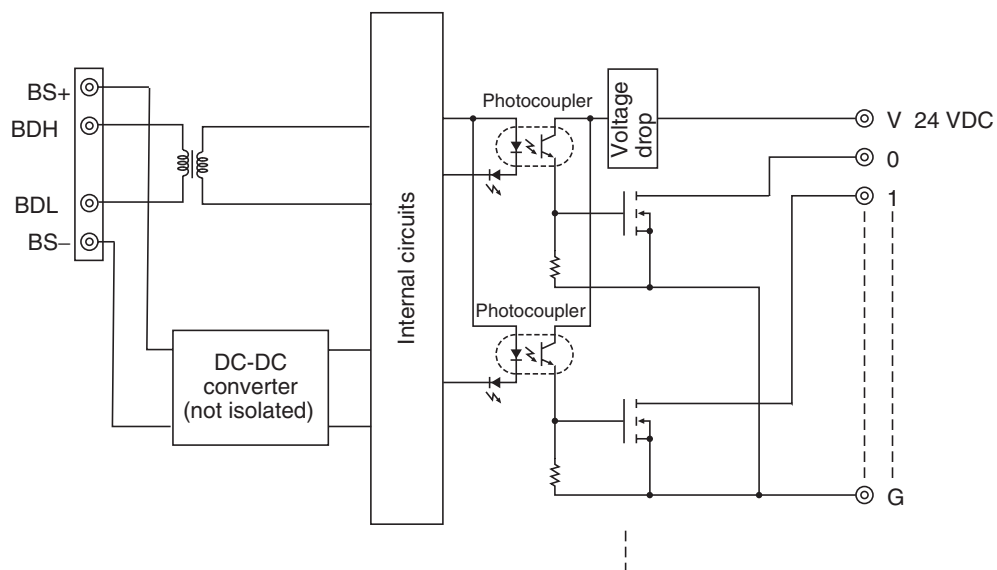 BS+
BDH
BDL
BS–
DC-DC
converter
(not isolated)
Internal circuits
Photocoupler
Photocoupler
Voltage
drop
V 24 VDC
0
1
G